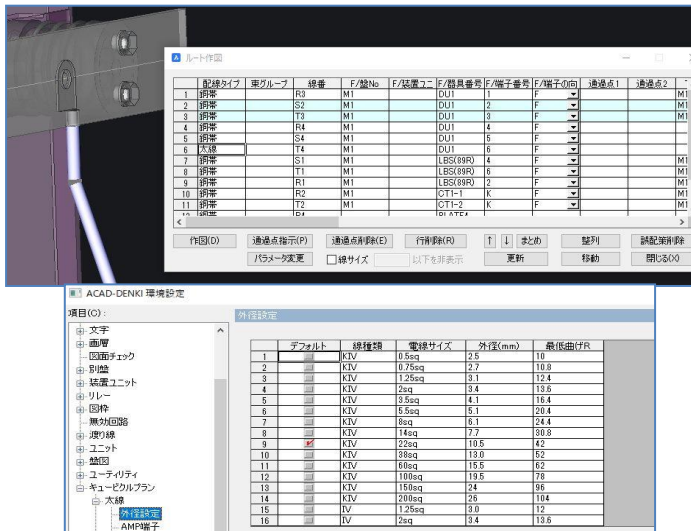 ルート作図
配線タイプ 束グループ 線番 F/盤No F/装置ユニ F/器具番号 F/端子番号 F/端子の向 通過点1 通過点2
1 銅帯 R3 M1 DU1 1 F M1
2 銅帯 S2 M1 DU1 2 F M1
3 銅帯 T3 M1 DU1 3 F M1
4 銅帯 R4 M1 DU1 4 F
5 銅帯 S4 M1 DU1 5 F
6 太線 T4 M1 DU1 6 F
7 銅帯 S1 M1 LBS(89R) 4 F M1
8 銅帯 T1 M1 LBS(89R) 6 F M1
9 銅帯 R1 M1 LBS(89R) 2 F M1
10 銅帯 R2 M1 CT1-1 K F M1
11 銅帯 T2 M1 CT1-2 K F M1
作図(D) 通過点指示(P) 通過点削除(E) 行削除(R) ↑ ↓ まとめ 整列 誤配策削除
パラメータ変更 線サイズ 以下を非表示 更新 移動 閉じる(X)
ACAD-DENKI 環境設定
項目(C):
文字
画層
図面チェック
別盤
装置ユニット
リレー
図枠
無効回路
渡り線
ユニット
盤図
ユーティリティ
キュービクルプラン
太線
外径設定
AMP端子
外径設定
デフォルト 線種類 電線サイズ 外径(mm) 最低曲げR
1 KIV 0.5sq 2.5 10
2 KIV 0.75sq 2.7 10.8
3 KIV 1.25sq 3.1 12.4
4 KIV 2sq 3.4 13.6
5 KIV 3.5sq 4.1 16.4
6 KIV 5.5sq 5.1 20.4
7 KIV 8sq 6.1 24.4
8 KIV 14sq 7.7 30.8
9 KIV 22sq 10.5 42
10 KIV 38sq 13.0 52
11 KIV 60sq 15.5 62
12 KIV 100sq 19.5 78
13 KIV 150sq 24 96
14 KIV 200sq 26 104
15 IV 1.25sq 3.0 12
16 IV 2sq 3.4 13.6